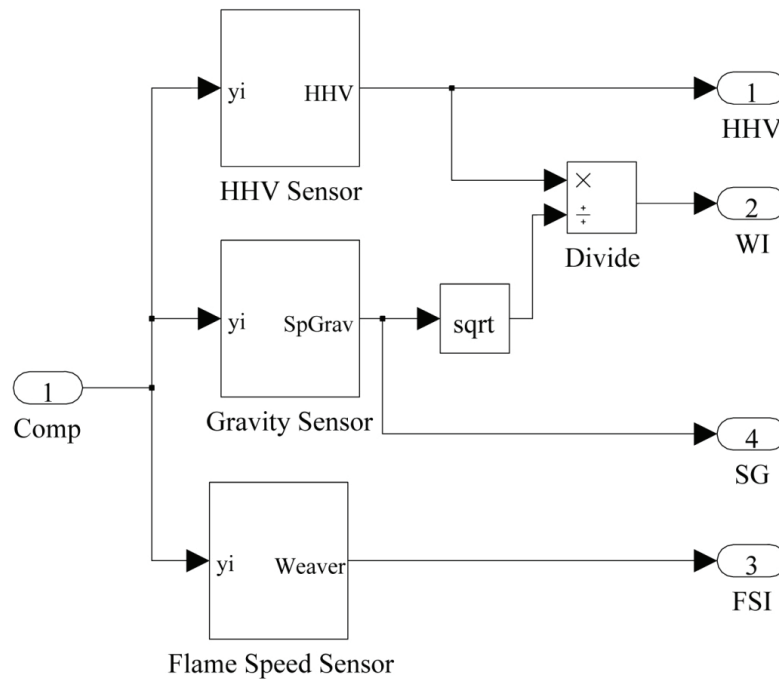 yi
HHV
HHV Sensor
1
HHV
×
÷
Divide
2
WI
yi
SpGrav
Gravity Sensor
sqrt
1
Comp
4
SG
yi
Weaver
Flame Speed Sensor
3
FSI